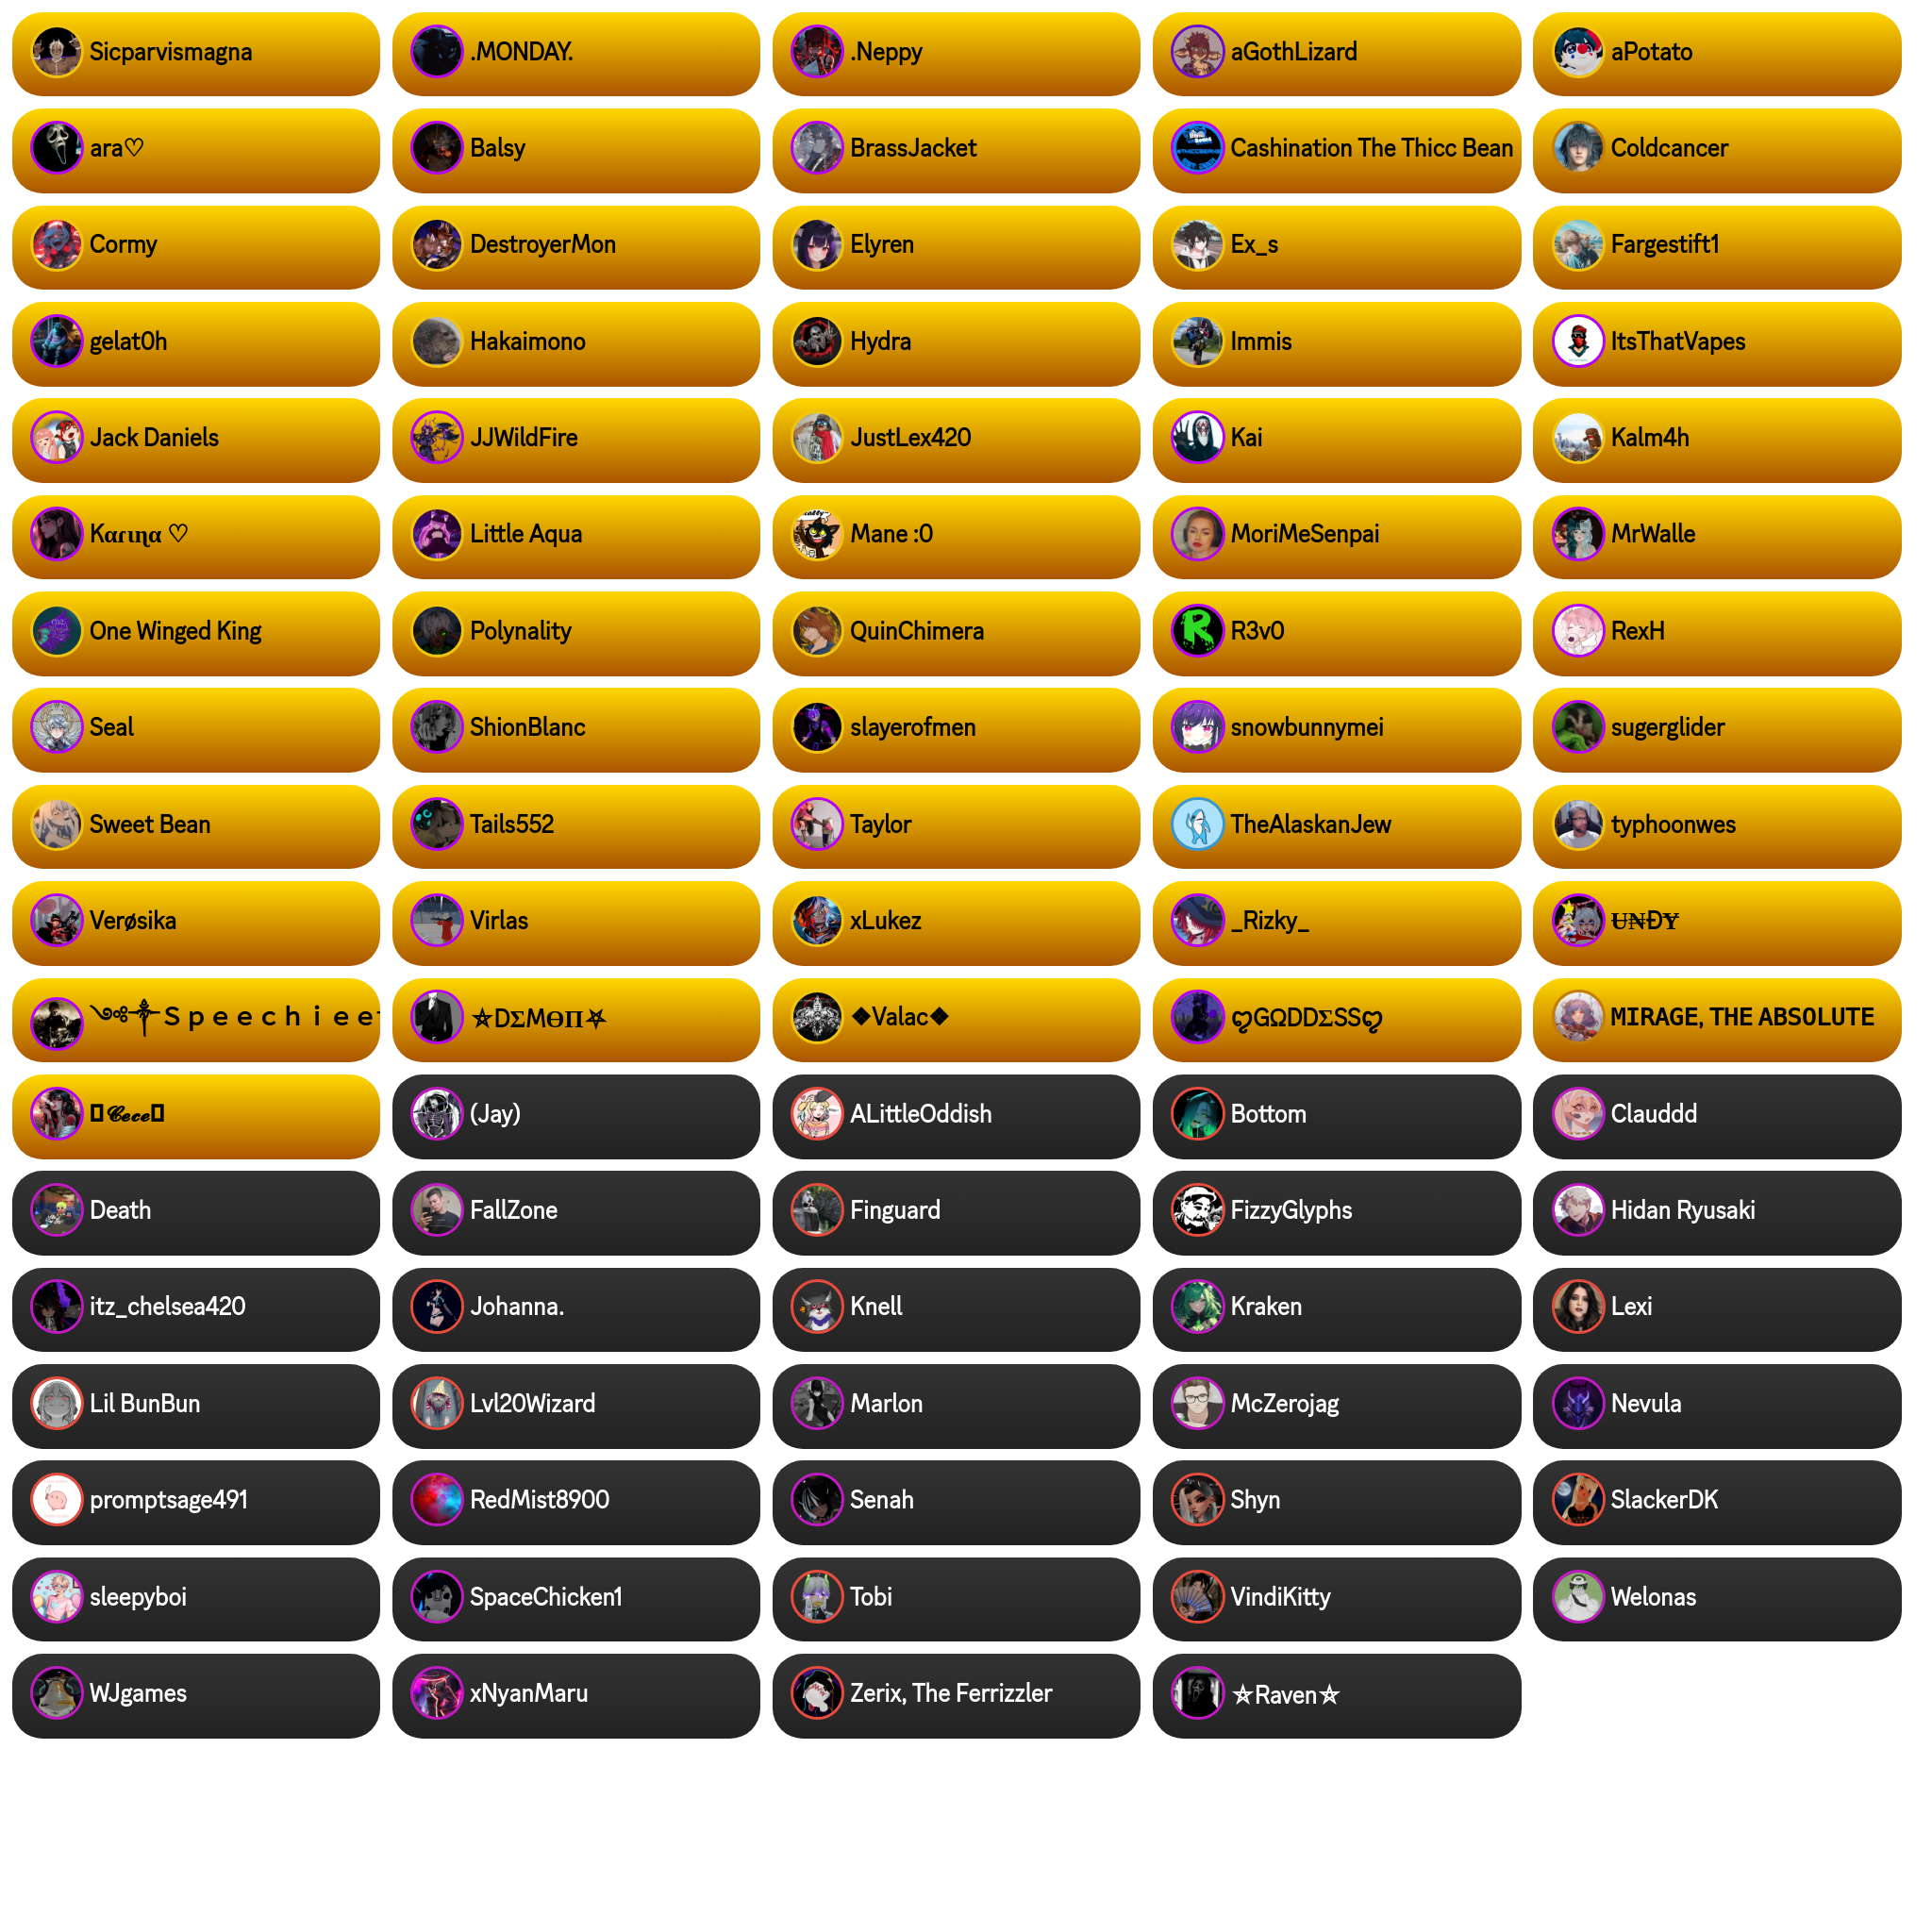 Sicparvismagna
.MONDAY.
.Neppy
aGothLizard
aPotato
ara♡
Balsy
BrassJacket
Cashination The Thicc Bean
Coldcancer
Cormy
DestroyerMon
Elyren
Ex_s
Fargestift1
gelat0h
Hakaimono
Hydra
Immis
ItsThatVapes
Jack Daniels
JJWildFire
JustLex420
Kai
Kalm4h
Kαɾιɳα ♡
Little Aqua
Mane :0
MoriMeSenpai
MrWalle
One Winged King
Polynality
QuinChimera
R3v0
RexH
Seal
ShionBlanc
slayerofmen
snowbunnymei
sugerglider
Sweet Bean
Tails552
Taylor
TheAlaskanJew
typhoonwes
Verøsika
Virlas
xLukez
_Rizky_
U̶N̶ĐY̶
༺༒Ｓｐｅｅｃｈｉｅｅ
⛤DΣMӨП⛧
❖Valac❖
ღGΩDDΣSSღ
MIRAGE, THE ABSOLUTE
𝒞𝑒𝒸𝑒
(Jay)
ALittleOddish
Bottom
Clauddd
Death
FallZone
Finguard
FizzyGlyphs
Hidan Ryusaki
itz_chelsea420
Johanna.
Knell
Kraken
Lexi
Lil BunBun
Lvl20Wizard
Marlon
McZerojag
Nevula
promptsage491
RedMist8900
Senah
Shyn
SlackerDK
sleepyboi
SpaceChicken1
Tobi
VindiKitty
Welonas
WJgames
xNyanMaru
Zerix, The Ferrizzler
⛤Raven⛤